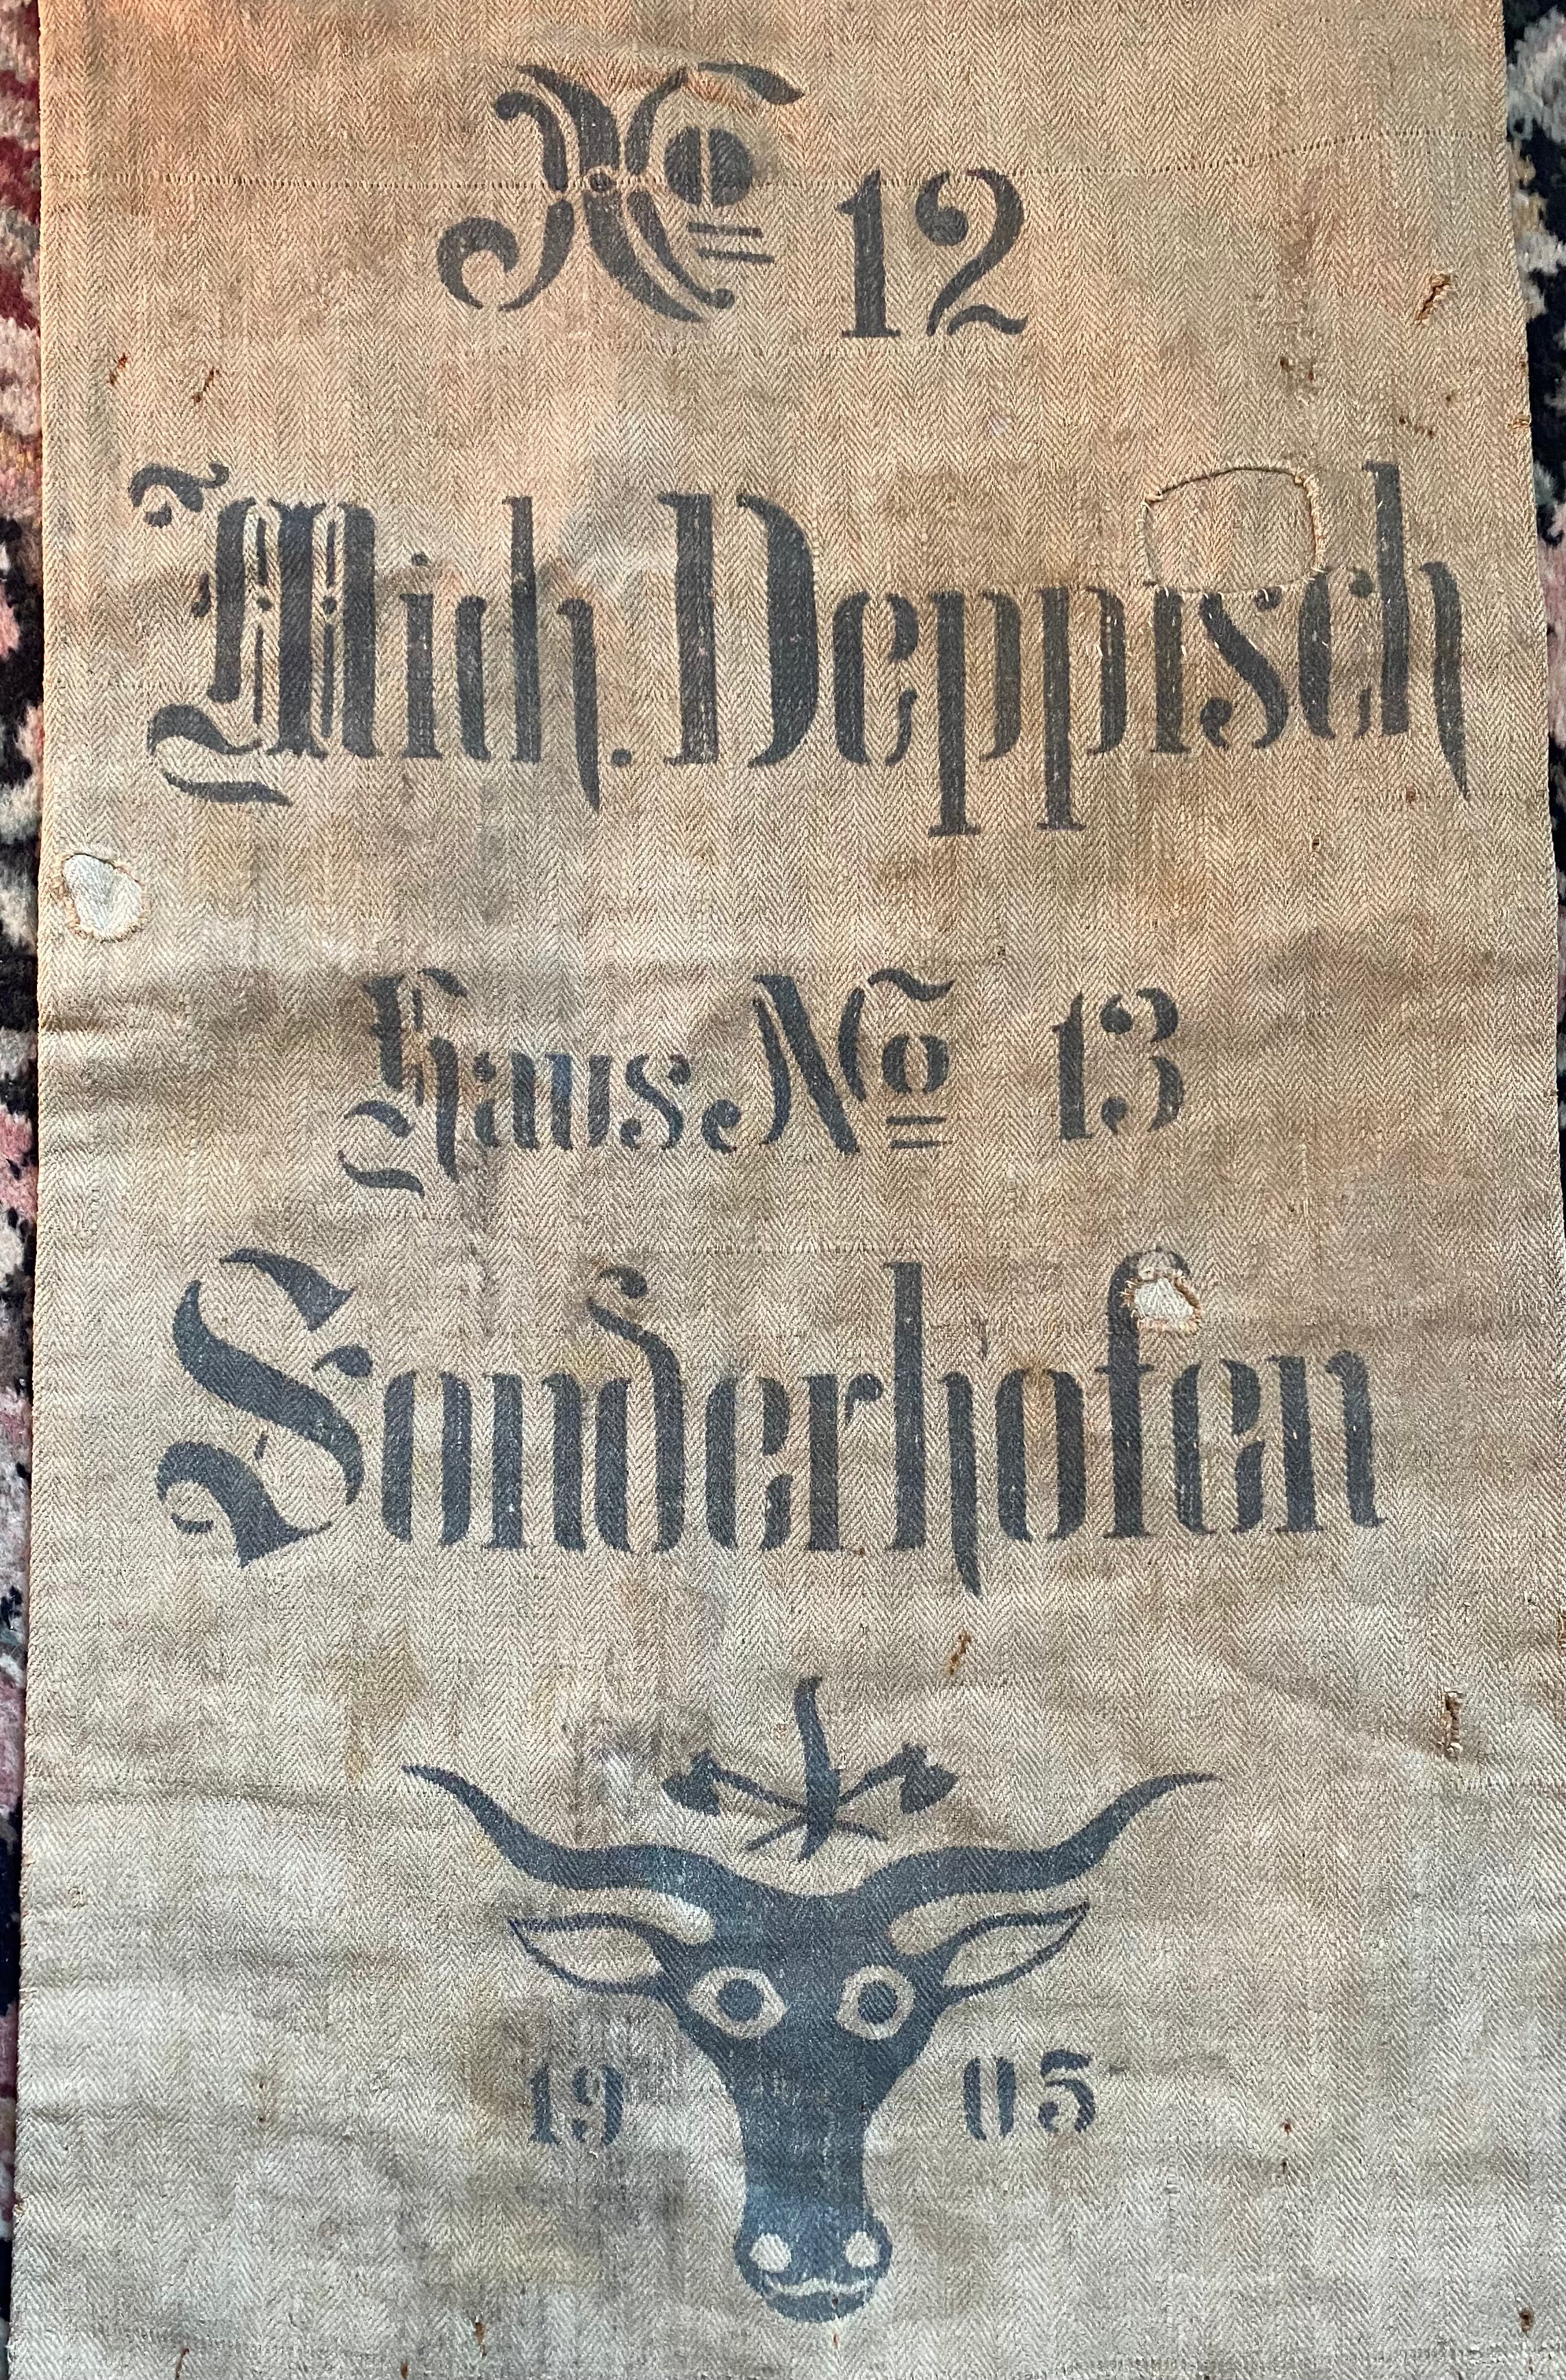 No 12
Mich. Deppisch
Haus No 13
Sonderhofen
19 05